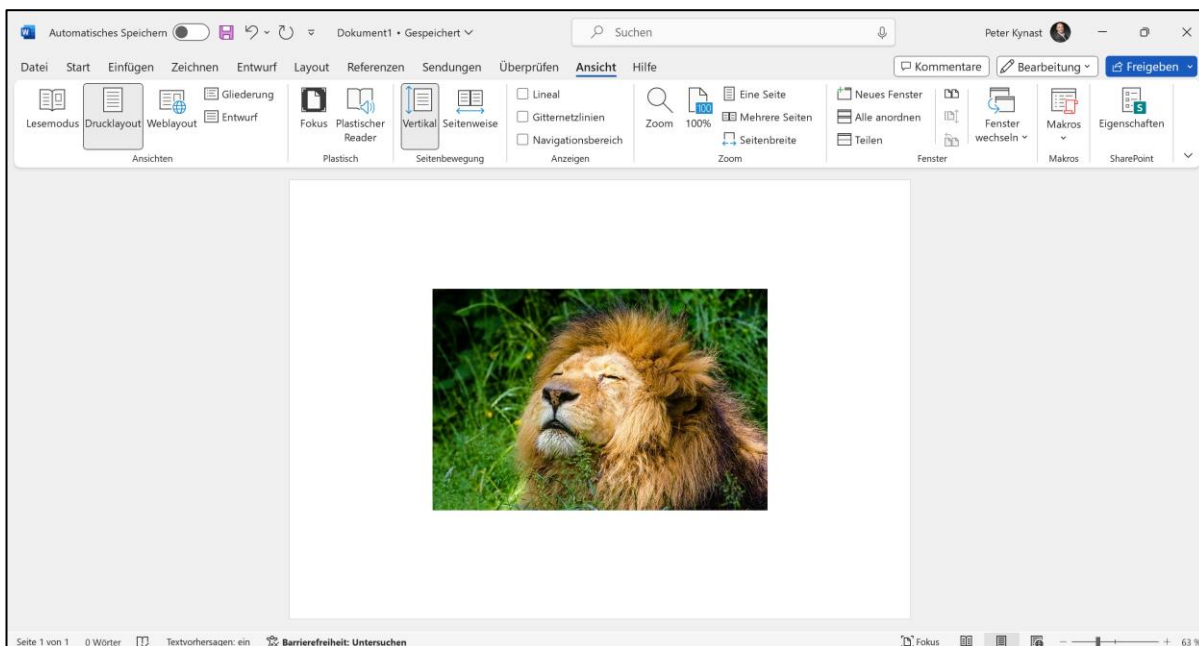 Automatisches Speichern Dokument1 • Gespeichert Suchen Peter Kynast
Datei Start Einfügen Zeichnen Entwurf Layout Referenzen Sendungen Überprüfen Ansicht Hilfe Kommentare Bearbeitung Freigeben
Lesemodus Drucklayout Weblayout
Gliederung
Entwurf
Ansichten
Fokus Plastischer
Reader
Plastisch
Vertikal Seitenweise
Seitenbewegung
Lineal
Gitternetzlinien
Navigationsbereich
Anzeigen
Zoom 100%
100
Eine Seite
Mehrere Seiten
Seitenbreite
Zoom
Neues Fenster
Alle anordnen
Teilen
Fenster
wechseln
Fenster
Makros
Makros
Eigenschaften
SharePoint
Seite 1 von 1 0 Wörter Textvorhersagen: ein Barrierefreiheit: Untersuchen Fokus 63 %